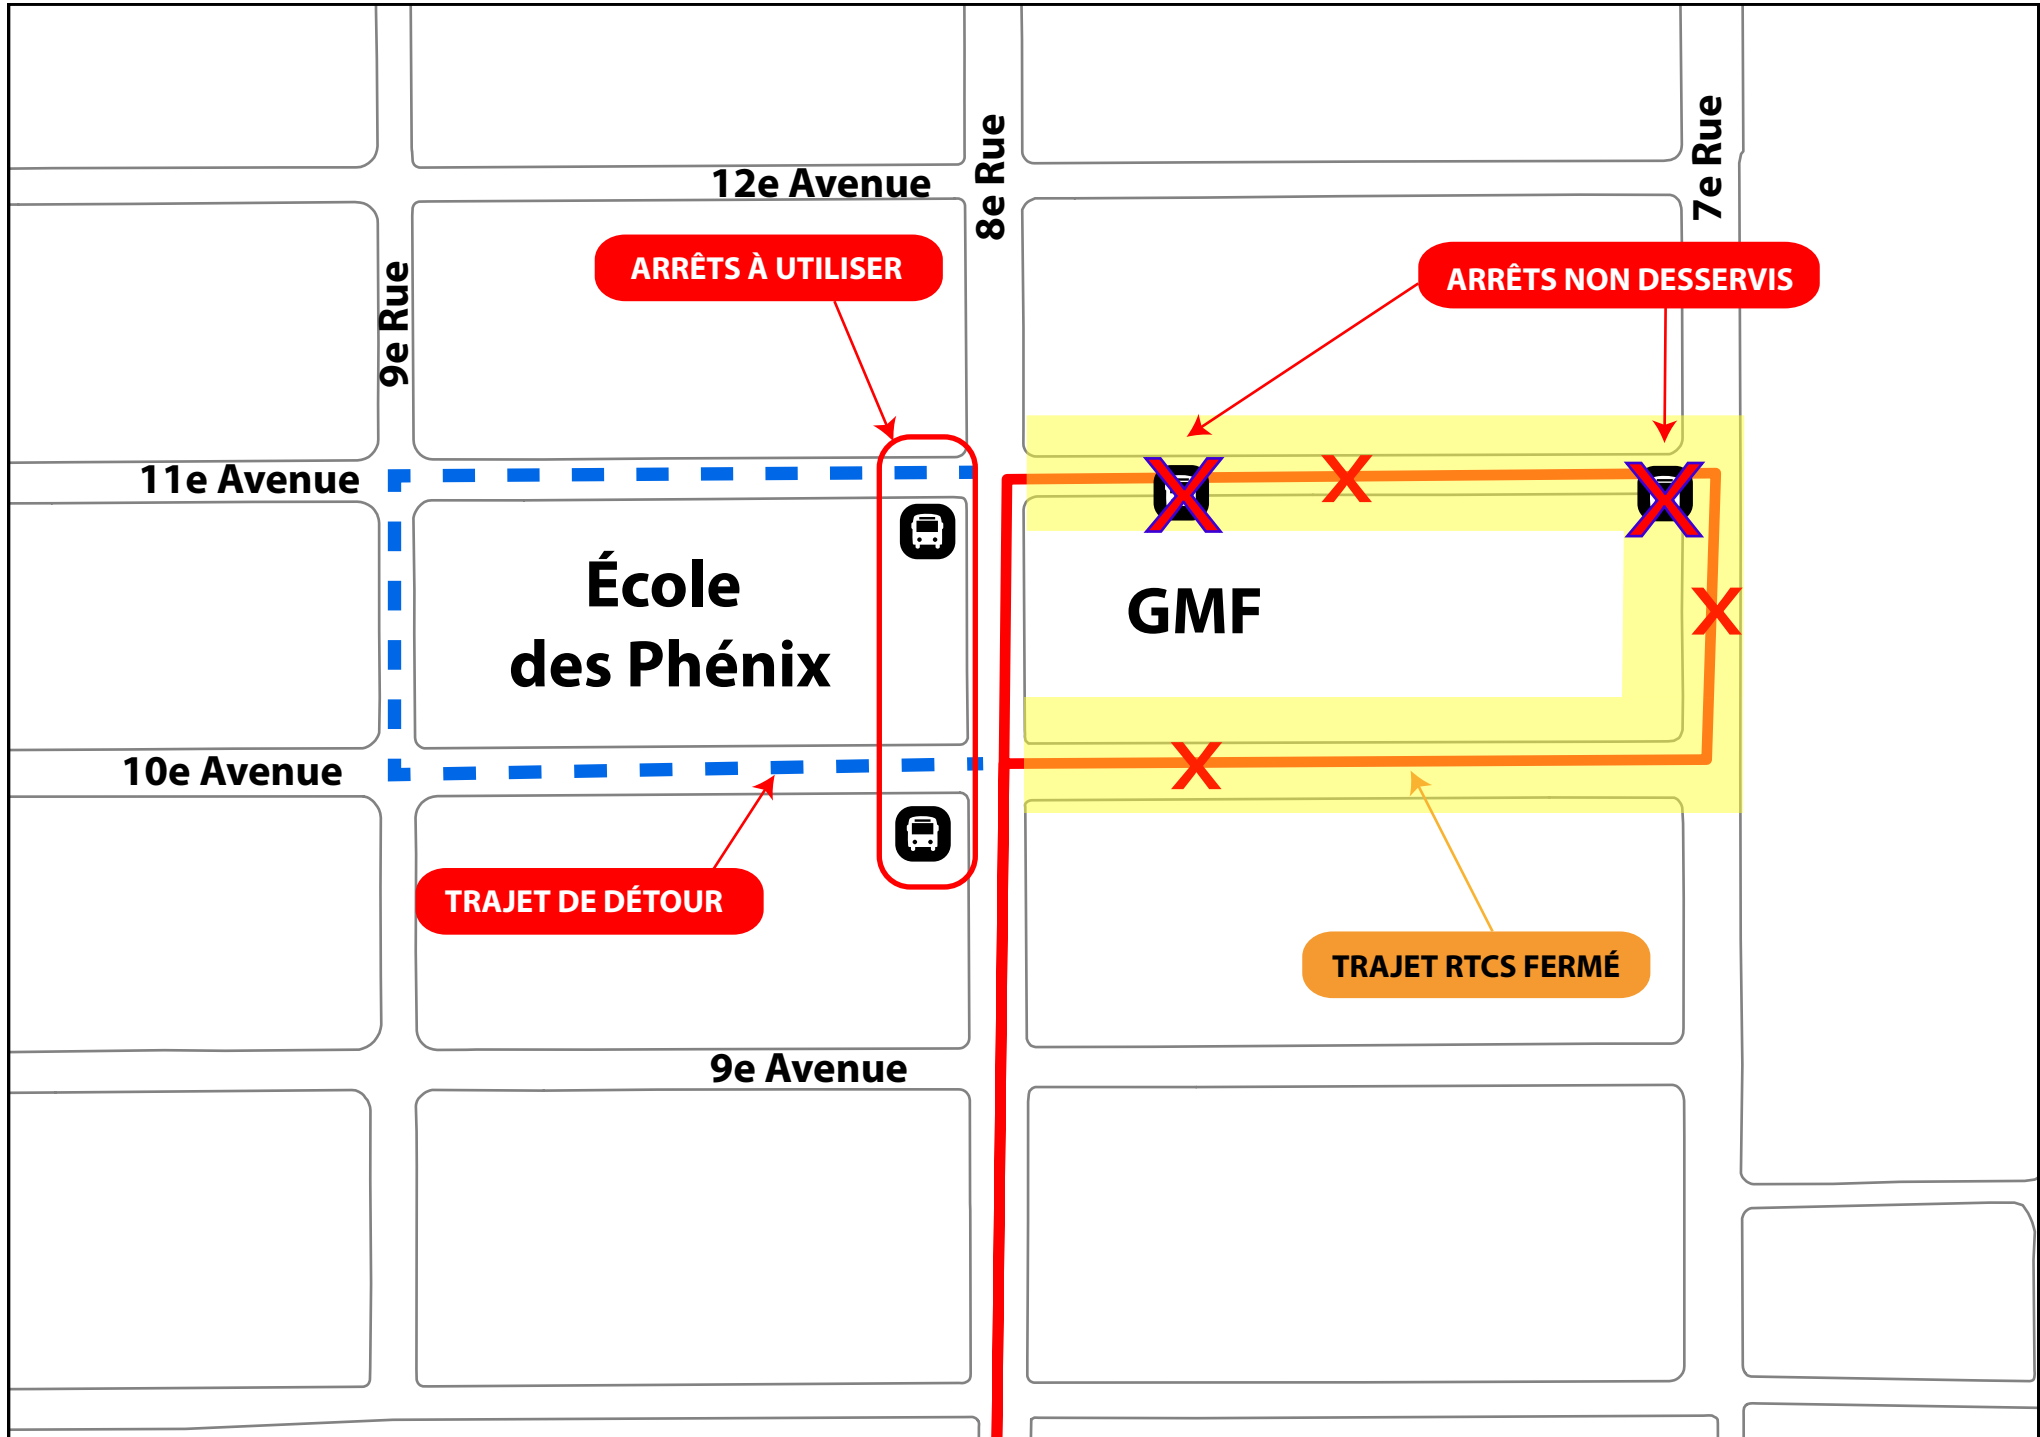 12e Avenue
8e Rue
7e Rue
ARRÊTS À UTILISER
ARRÊTS NON DESSERVIS
9e Rue
11e Avenue
École
des Phénix
GMF
10e Avenue
TRAJET DE DÉTOUR
TRAJET RTCS FERMÉ
9e Avenue